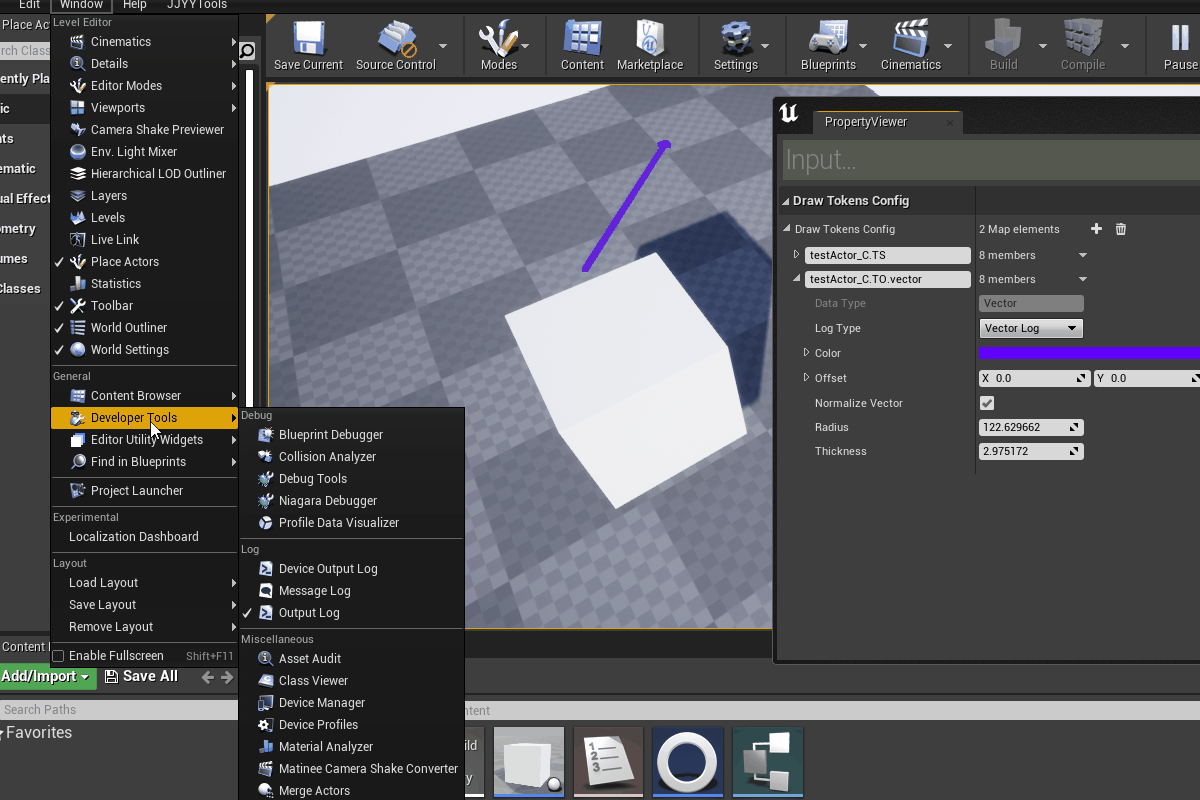 Edit Window Help JJYYTools
Place Ac
rch Class
ently Pla
ic
ts
ematic
ual Effect
ometry
umes
Classes
Level Editor
Cinematics
Details
Editor Modes
Viewports
Camera Shake Previewer
Env. Light Mixer
Hierarchical LOD Outliner
Layers
Levels
Live Link
Place Actors
Statistics
Toolbar
World Outliner
World Settings
General
Content Browser
Developer Tools
Editor Utility Widgets
Find in Blueprints
Project Launcher
Experimental
Localization Dashboard
Layout
Load Layout
Save Layout
Remove Layout
Enable Fullscreen Shift+F11
Debug
Blueprint Debugger
Collision Analyzer
Debug Tools
Niagara Debugger
Profile Data Visualizer
Log
Device Output Log
Message Log
Output Log
Miscellaneous
Asset Audit
Class Viewer
Device Manager
Device Profiles
Material Analyzer
Matinee Camera Shake Converter
Merge Actors
Save Current
Source Control
Modes
Content
Marketplace
Settings
Blueprints
Cinematics
Build
Compile
Pause
PropertyViewer
Input...
Draw Tokens Config
Draw Tokens Config 2 Map elements
testActor_C.TS 8 members
testActor_C.TO.vector 8 members
Data Type Vector
Log Type Vector Log
Color
Offset X 0.0 Y 0.0
Normalize Vector
Radius 122.629662
Thickness 2.975172
Content
Add/Import Save All
Search Paths
Favorites
ntent
ild
ry
1
2
3